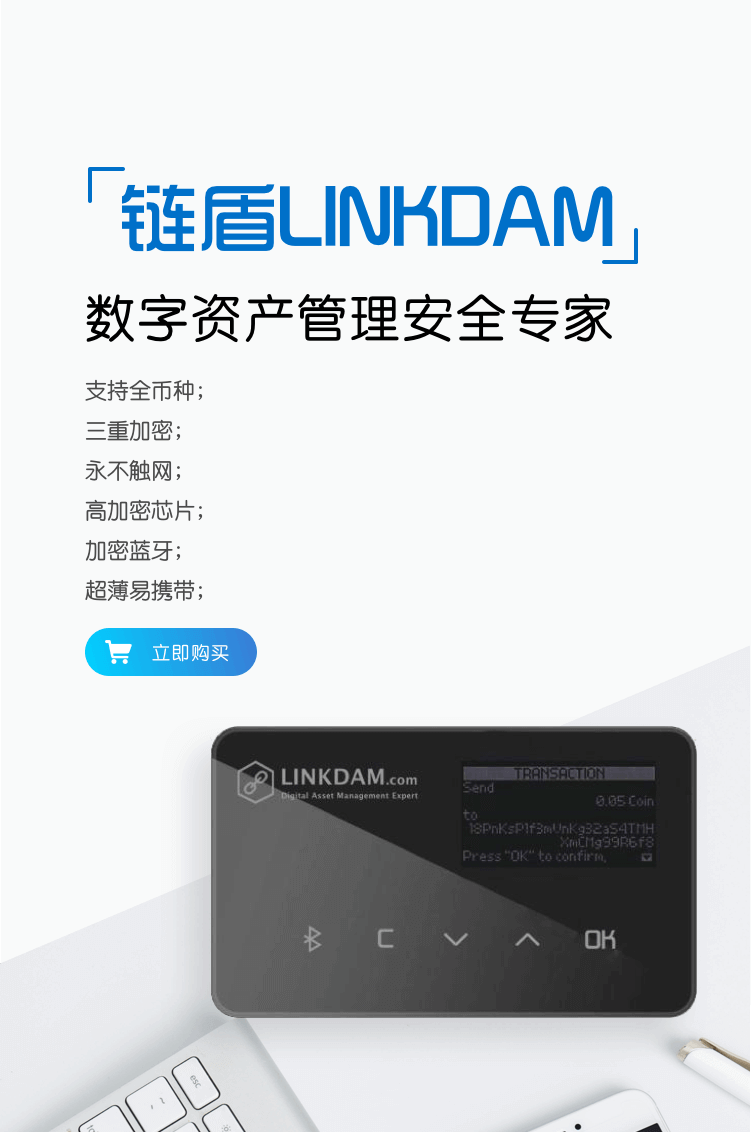 链盾LINKDAM
数字资产管理安全专家
支持全币种;
三重加密;
永不触网;
高加密芯片;
加密蓝牙;
超薄易携带;
立即购买
LINKDAM.com
Digital Asset Management Expert
TRANSACTION
Send
0.05 Coin
to
18PnKsP1f3mVnKg32aS4TMH
XmCMg99R6f8
Press "OK" to confirm.
C
OK
esc